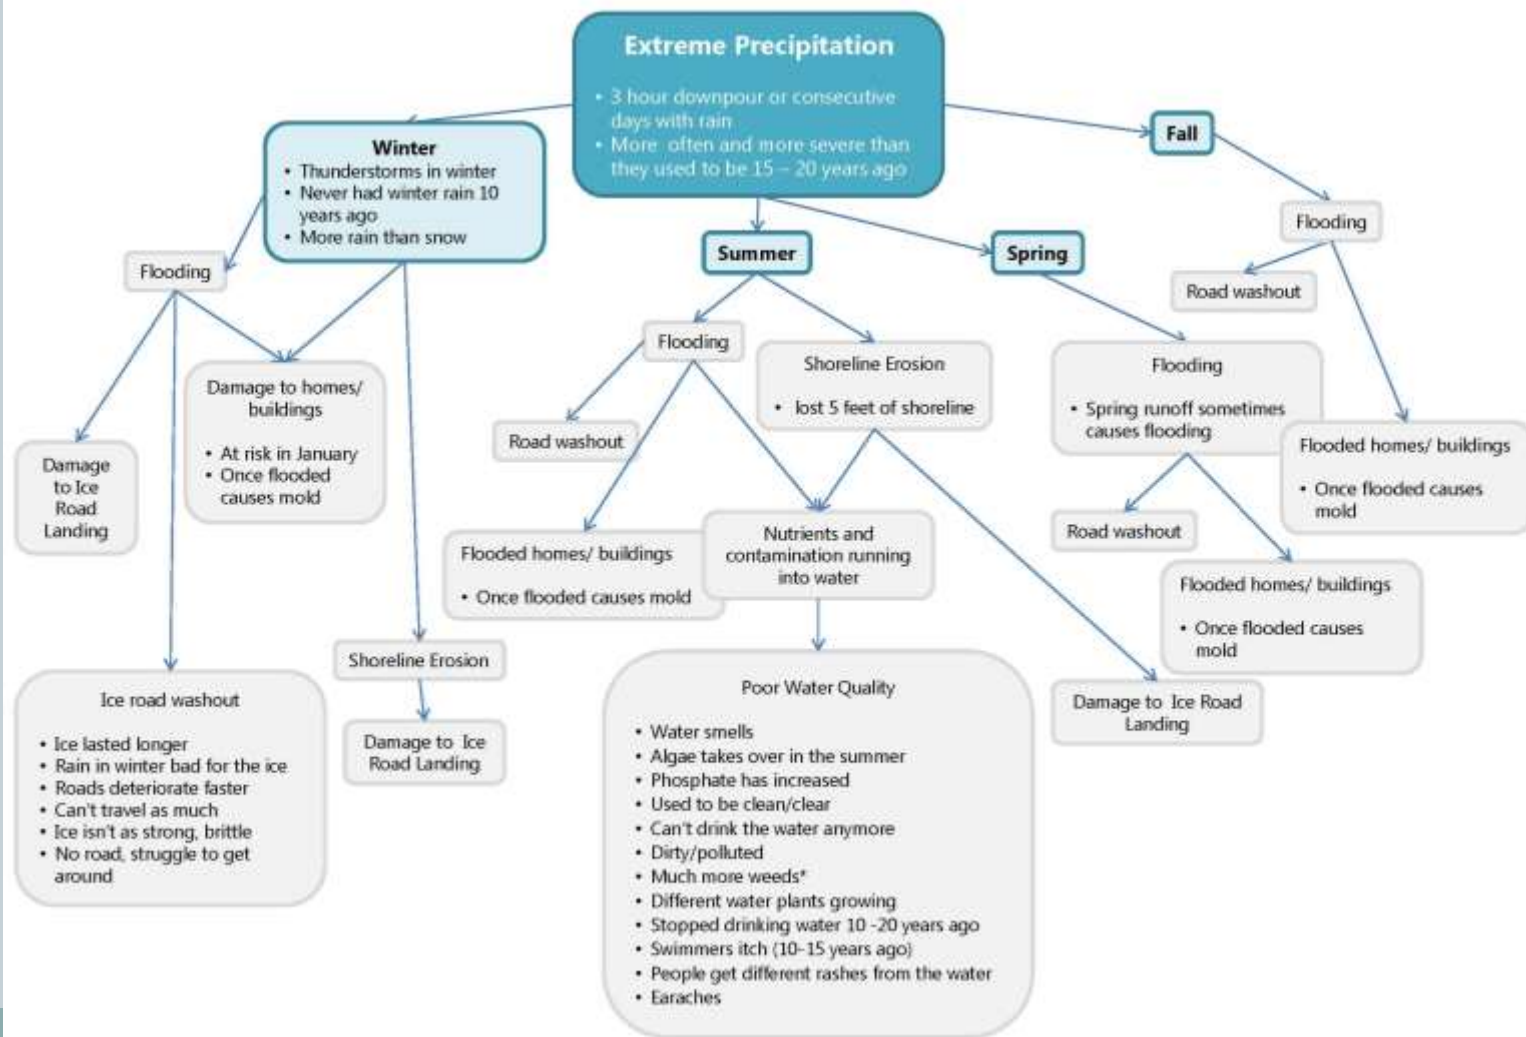 Extreme Precipitation
• 3 hour downpour or consecutive
days with rain
• More often and more severe than
they used to be 15 – 20 years ago
Winter
• Thunderstorms in winter
• Never had winter rain 10
years ago
• More rain than snow
Flooding
Damage
to Ice
Road
Landing
Damage to homes/
buildings
• At risk in January
• Once flooded
causes mold
Ice road washout
• Ice lasted longer
• Rain in winter bad for the ice
• Roads deteriorate faster
• Can't travel as much
• Ice isn't as strong, brittle
• No road, struggle to get
around
Shoreline Erosion
Damage to Ice
Road Landing
Summer
Flooding
Road washout
Flooded homes/ buildings
• Once flooded causes mold
Shoreline Erosion
• lost 5 feet of shoreline
Nutrients and
contamination running
into water
Poor Water Quality
• Water smells
• Algae takes over in the summer
• Phosphate has increased
• Used to be clean/clear
• Can't drink the water anymore
• Dirty/polluted
• Much more weeds*
• Different water plants growing
• Stopped drinking water 10 -20 years ago
• Swimmers itch (10-15 years ago)
• People get different rashes from the water
• Earaches
Damage to Ice Road
Landing
Spring
Flooding
• Spring runoff sometimes
causes flooding
Road washout
Flooded homes/ buildings
• Once flooded causes
mold
Fall
Flooding
Road washout
Flooded homes/ buildings
• Once flooded causes
mold